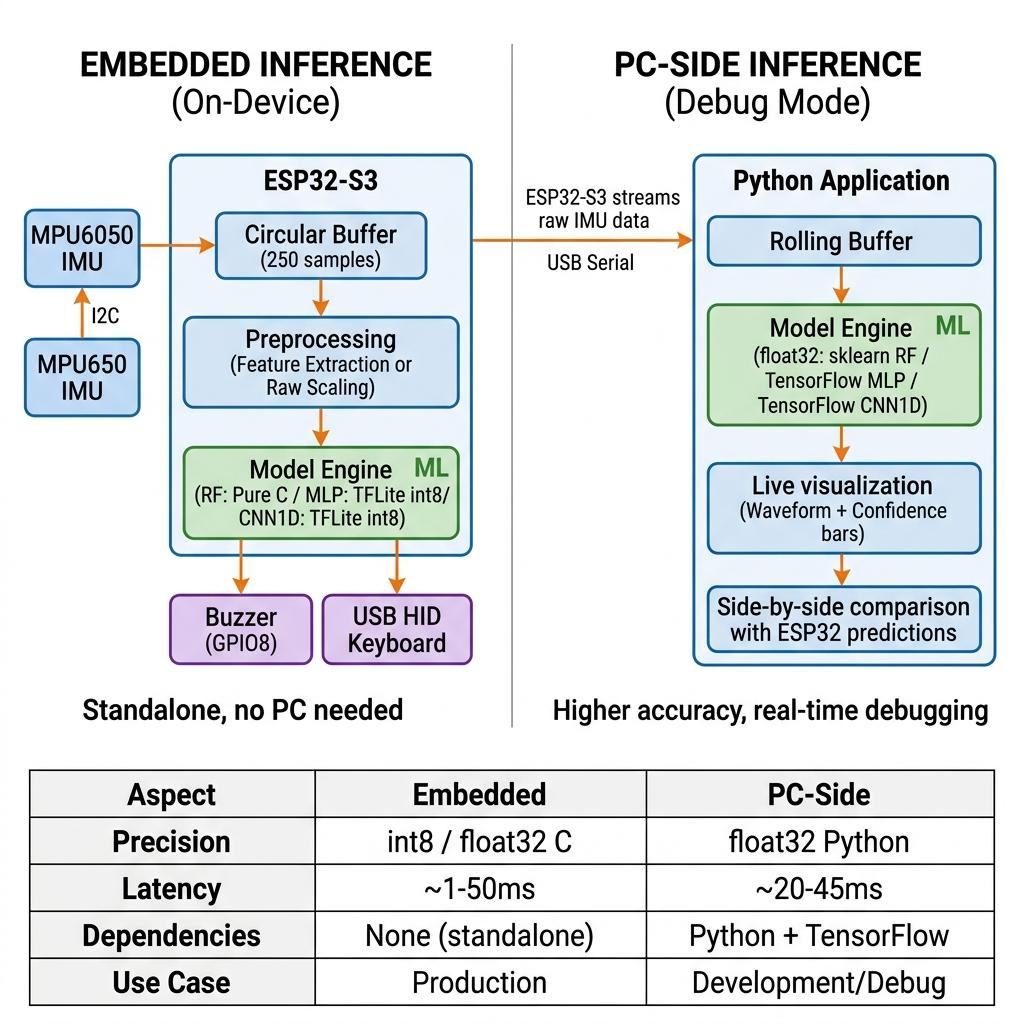 EMBEDDED INFERENCE
(On-Device)
ESP32-S3
MPU6050
IMU
I2C
MPU650
IMU
Circular Buffer
(250 samples)
Preprocessing
(Feature Extraction or
Raw Scaling)
Model Engine ML
(RF: Pure C / MLP: TFLite int8/
CNN1D: TFLite int8)
Buzzer
(GPIO8)
USB HID
Keyboard
Standalone, no PC needed
ESP32-S3 streams
raw IMU data
USB Serial
PC-SIDE INFERENCE
(Debug Mode)
Python Application
Rolling Buffer
Model Engine ML
(float32: sklearn RF /
TensorFlow MLP /
TensorFlow CNN1D)
Live visualization
(Waveform + Confidence
bars)
Side-by-side comparison
with ESP32 predictions
Higher accuracy, real-time debugging
Aspect Embedded PC-Side
Precision int8 / float32 C float32 Python
Latency ~1-50ms ~20-45ms
Dependencies None (standalone) Python + TensorFlow
Use Case Production Development/Debug